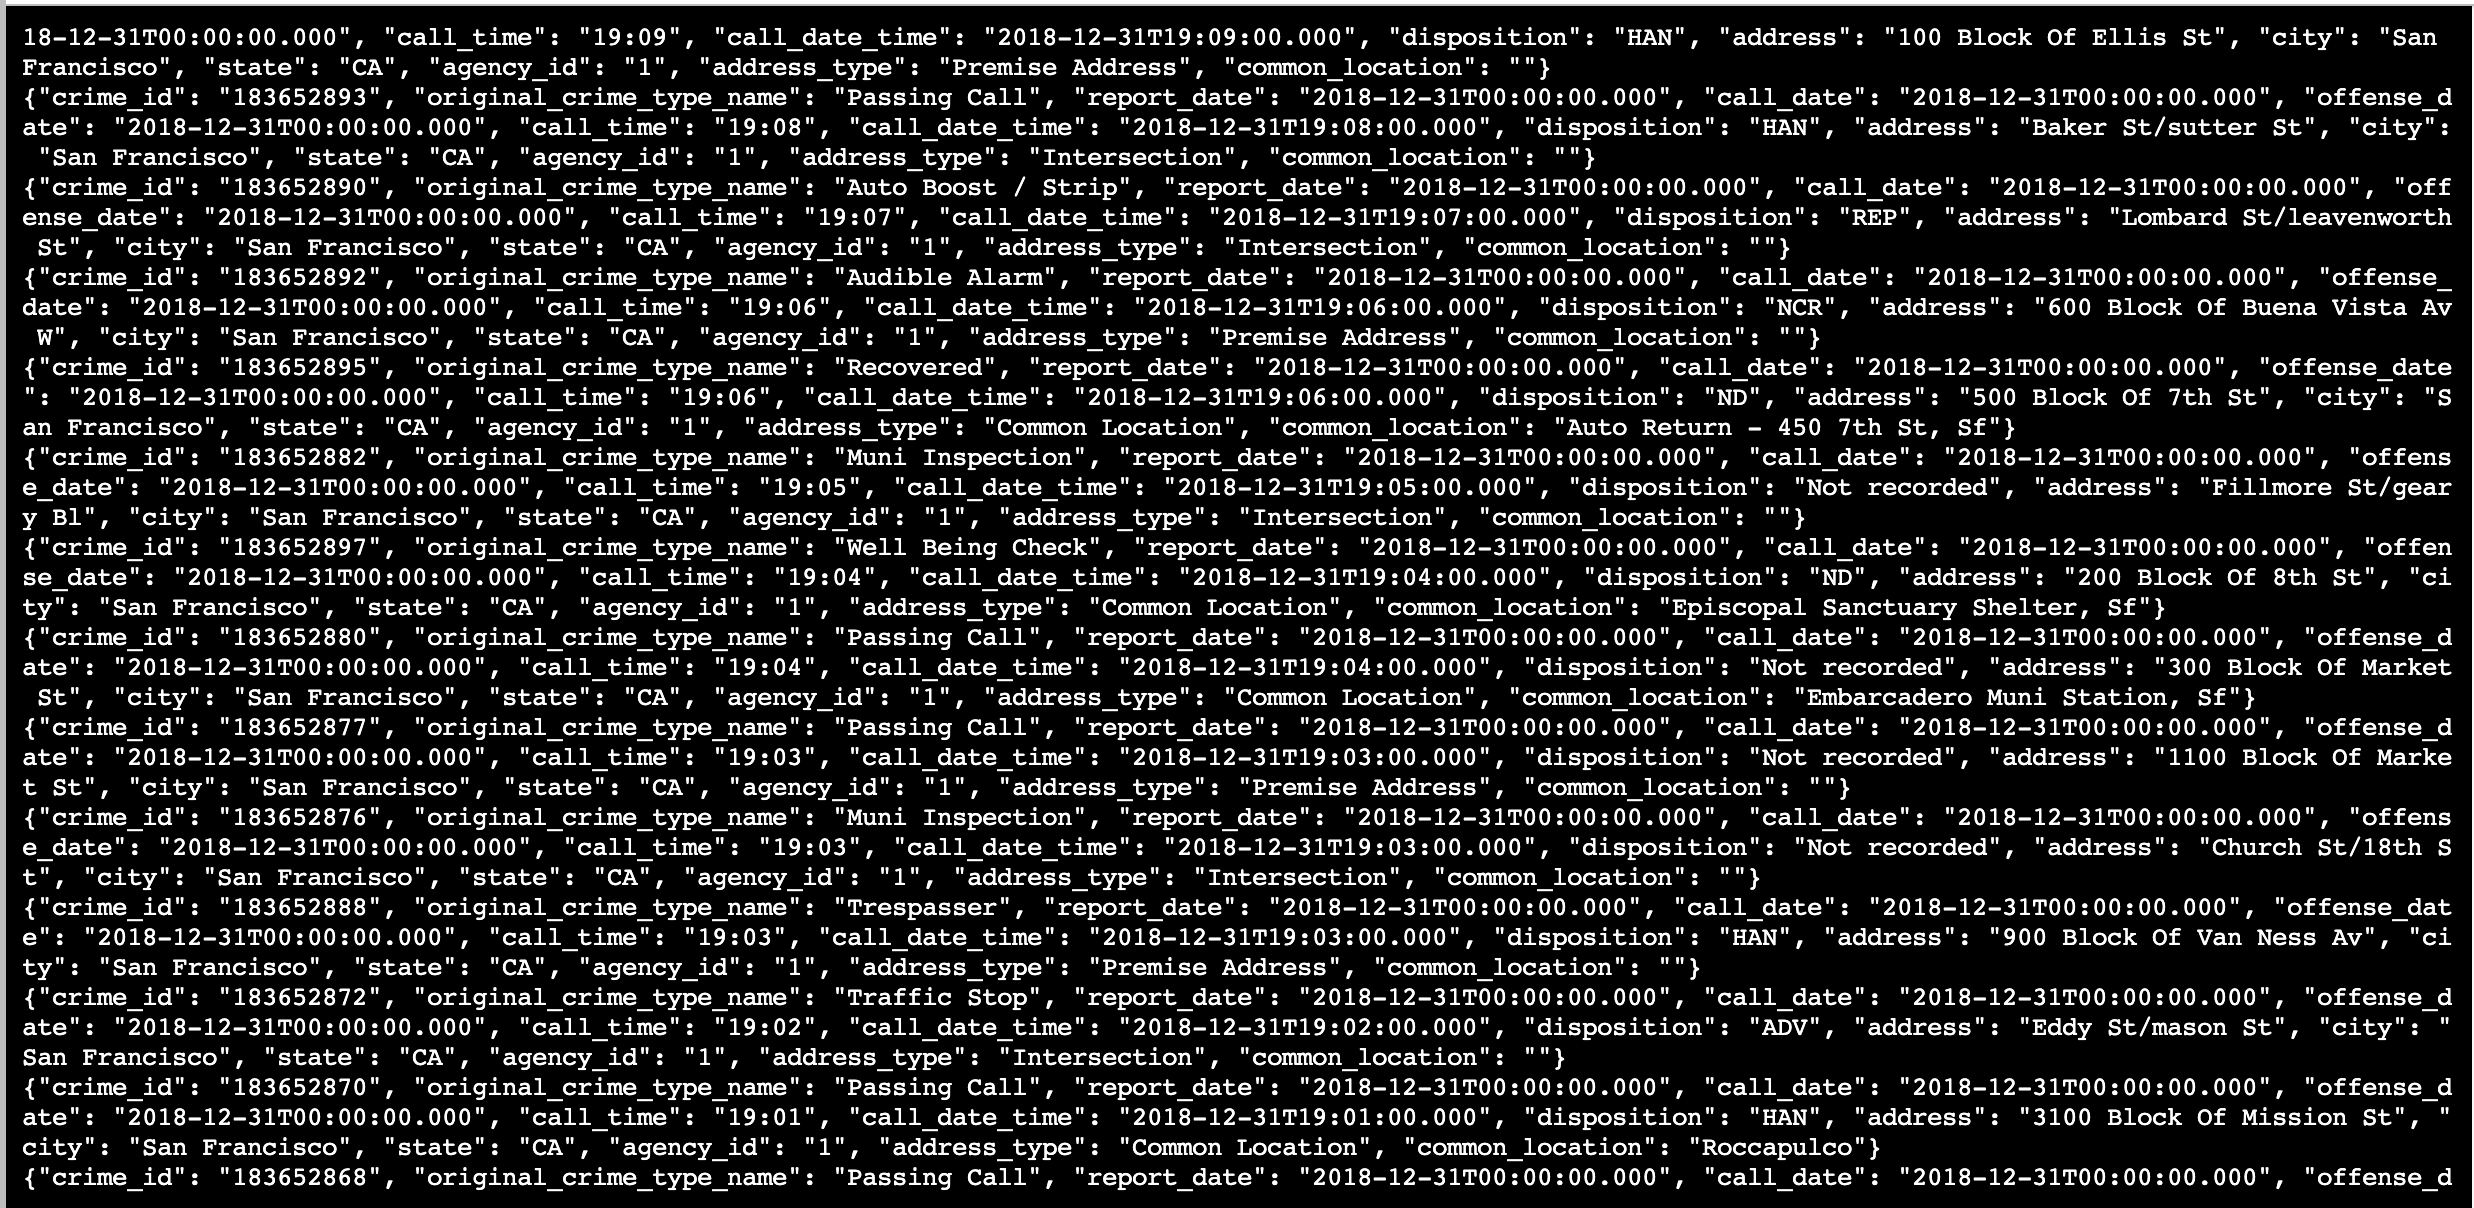 18-12-31T00:00:00.000", "call_time": "19:09", "call_date_time": "2018-12-31T19:09:00.000", "disposition": "HAN", "address": "100 Block Of Ellis St", "city": "San
Francisco", "state": "CA", "agency_id": "1", "address_type": "Premise Address", "common_location": ""}
{"crime_id": "183652893", "original_crime_type_name": "Passing Call", "report_date": "2018-12-31T00:00:00.000", "call_date": "2018-12-31T00:00:00.000", "offense_d
ate": "2018-12-31T00:00:00.000", "call_time": "19:08", "call_date_time": "2018-12-31T19:08:00.000", "disposition": "HAN", "address": "Baker St/sutter St", "city":
 "San Francisco", "state": "CA", "agency_id": "1", "address_type": "Intersection", "common_location": ""}
{"crime_id": "183652890", "original_crime_type_name": "Auto Boost / Strip", "report_date": "2018-12-31T00:00:00.000", "call_date": "2018-12-31T00:00:00.000", "off
ense_date": "2018-12-31T00:00:00.000", "call_time": "19:07", "call_date_time": "2018-12-31T19:07:00.000", "disposition": "REP", "address": "Lombard St/leavenworth
 St", "city": "San Francisco", "state": "CA", "agency_id": "1", "address_type": "Intersection", "common_location": ""}
{"crime_id": "183652892", "original_crime_type_name": "Audible Alarm", "report_date": "2018-12-31T00:00:00.000", "call_date": "2018-12-31T00:00:00.000", "offense_
date": "2018-12-31T00:00:00.000", "call_time": "19:06", "call_date_time": "2018-12-31T19:06:00.000", "disposition": "NCR", "address": "600 Block Of Buena Vista Av
 W", "city": "San Francisco", "state": "CA", "agency_id": "1", "address_type": "Premise Address", "common_location": ""}
{"crime_id": "183652895", "original_crime_type_name": "Recovered", "report_date": "2018-12-31T00:00:00.000", "call_date": "2018-12-31T00:00:00.000", "offense_date
": "2018-12-31T00:00:00.000", "call_time": "19:06", "call_date_time": "2018-12-31T19:06:00.000", "disposition": "ND", "address": "500 Block Of 7th St", "city": "S
an Francisco", "state": "CA", "agency_id": "1", "address_type": "Common Location", "common_location": "Auto Return - 450 7th St, Sf"}
{"crime_id": "183652882", "original_crime_type_name": "Muni Inspection", "report_date": "2018-12-31T00:00:00.000", "call_date": "2018-12-31T00:00:00.000", "offens
e_date": "2018-12-31T00:00:00.000", "call_time": "19:05", "call_date_time": "2018-12-31T19:05:00.000", "disposition": "Not recorded", "address": "Fillmore St/gear
y Bl", "city": "San Francisco", "state": "CA", "agency_id": "1", "address_type": "Intersection", "common_location": ""}
{"crime_id": "183652897", "original_crime_type_name": "Well Being Check", "report_date": "2018-12-31T00:00:00.000", "call_date": "2018-12-31T00:00:00.000", "offen
se_date": "2018-12-31T00:00:00.000", "call_time": "19:04", "call_date_time": "2018-12-31T19:04:00.000", "disposition": "ND", "address": "200 Block Of 8th St", "ci
ty": "San Francisco", "state": "CA", "agency_id": "1", "address_type": "Common Location", "common_location": "Episcopal Sanctuary Shelter, Sf"}
{"crime_id": "183652880", "original_crime_type_name": "Passing Call", "report_date": "2018-12-31T00:00:00.000", "call_date": "2018-12-31T00:00:00.000", "offense_d
ate": "2018-12-31T00:00:00.000", "call_time": "19:04", "call_date_time": "2018-12-31T19:04:00.000", "disposition": "Not recorded", "address": "300 Block Of Market
 St", "city": "San Francisco", "state": "CA", "agency_id": "1", "address_type": "Common Location", "common_location": "Embarcadero Muni Station, Sf"}
{"crime_id": "183652877", "original_crime_type_name": "Passing Call", "report_date": "2018-12-31T00:00:00.000", "call_date": "2018-12-31T00:00:00.000", "offense_d
ate": "2018-12-31T00:00:00.000", "call_time": "19:03", "call_date_time": "2018-12-31T19:03:00.000", "disposition": "Not recorded", "address": "1100 Block Of Marke
t St", "city": "San Francisco", "state": "CA", "agency_id": "1", "address_type": "Premise Address", "common_location": ""}
{"crime_id": "183652876", "original_crime_type_name": "Muni Inspection", "report_date": "2018-12-31T00:00:00.000", "call_date": "2018-12-31T00:00:00.000", "offens
e_date": "2018-12-31T00:00:00.000", "call_time": "19:03", "call_date_time": "2018-12-31T19:03:00.000", "disposition": "Not recorded", "address": "Church St/18th S
t", "city": "San Francisco", "state": "CA", "agency_id": "1", "address_type": "Intersection", "common_location": ""}
{"crime_id": "183652888", "original_crime_type_name": "Trespasser", "report_date": "2018-12-31T00:00:00.000", "call_date": "2018-12-31T00:00:00.000", "offense_dat
e": "2018-12-31T00:00:00.000", "call_time": "19:03", "call_date_time": "2018-12-31T19:03:00.000", "disposition": "HAN", "address": "900 Block Of Van Ness Av", "ci
ty": "San Francisco", "state": "CA", "agency_id": "1", "address_type": "Premise Address", "common_location": ""}
{"crime_id": "183652872", "original_crime_type_name": "Traffic Stop", "report_date": "2018-12-31T00:00:00.000", "call_date": "2018-12-31T00:00:00.000", "offense_d
ate": "2018-12-31T00:00:00.000", "call_time": "19:02", "call_date_time": "2018-12-31T19:02:00.000", "disposition": "ADV", "address": "Eddy St/mason St", "city": "
San Francisco", "state": "CA", "agency_id": "1", "address_type": "Intersection", "common_location": ""}
{"crime_id": "183652870", "original_crime_type_name": "Passing Call", "report_date": "2018-12-31T00:00:00.000", "call_date": "2018-12-31T00:00:00.000", "offense_d
ate": "2018-12-31T00:00:00.000", "call_time": "19:01", "call_date_time": "2018-12-31T19:01:00.000", "disposition": "HAN", "address": "3100 Block Of Mission St", "
city": "San Francisco", "state": "CA", "agency_id": "1", "address_type": "Common Location", "common_location": "Roccapulco"}
{"crime_id": "183652868", "original_crime_type_name": "Passing Call", "report_date": "2018-12-31T00:00:00.000", "call_date": "2018-12-31T00:00:00.000", "offense_d